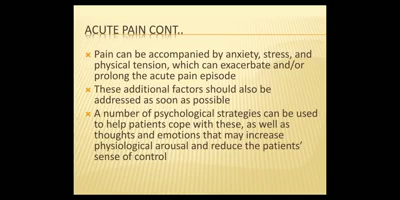 ACUTE PAIN CONT..
Pain can be accompanied by anxiety, stress, and
physical tension, which can exacerbate and/or
prolong the acute pain episode
These additional factors should also be
addressed as soon as possible
A number of psychological strategies can be used
to help patients cope with these, as well as
thoughts and emotions that may increase
physiological arousal and reduce the patients'
sense of control